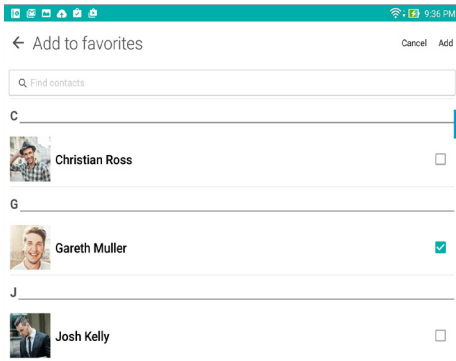 9:36 PM
Add to favorites
Cancel Add
Find contacts
C
Christian Ross
G
Gareth Muller
J
Josh Kelly